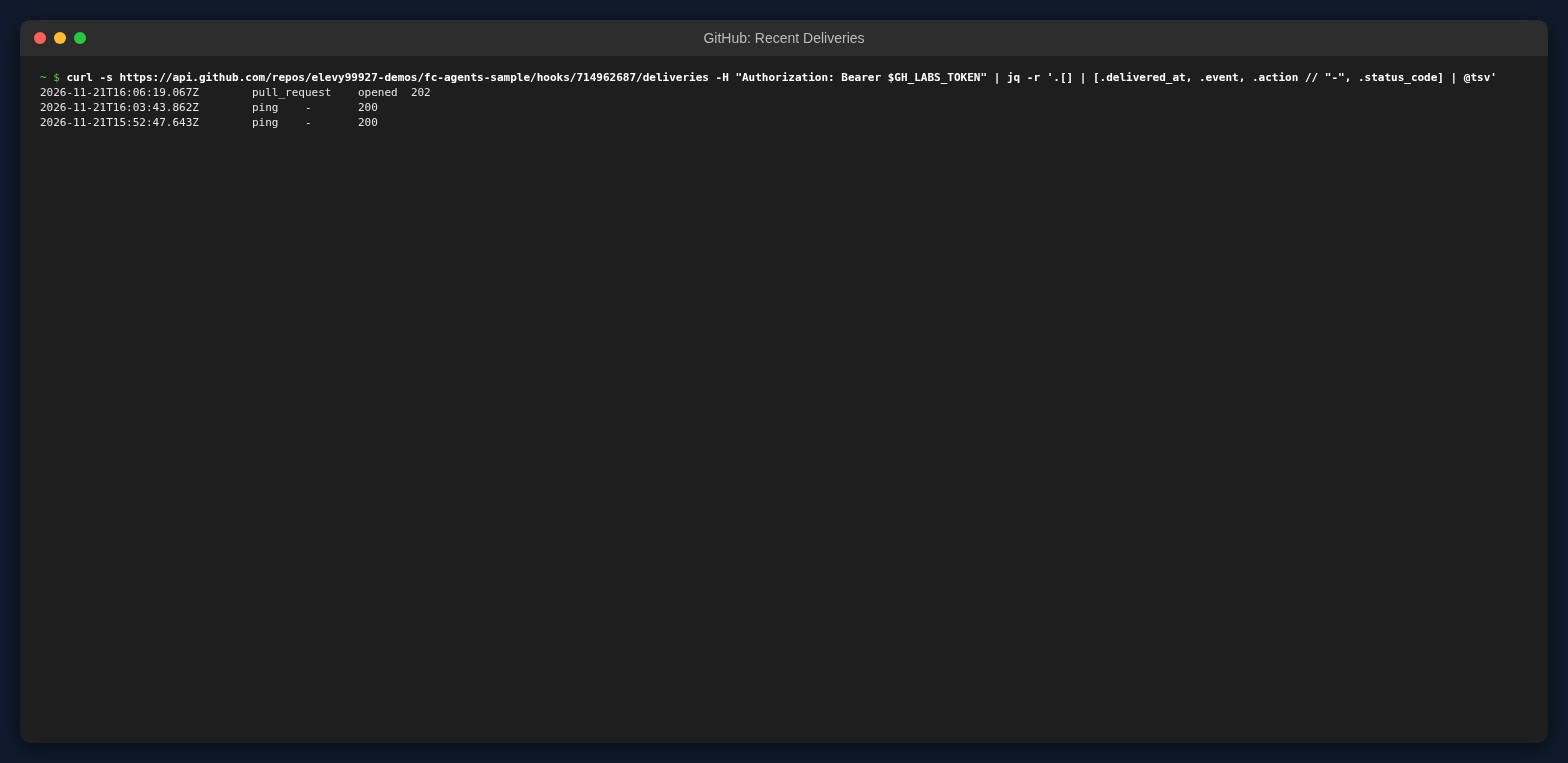 GitHub: Recent Deliveries
~ $ curl -s https://api.github.com/repos/elevy99927-demos/fc-agents-sample/hooks/714962687/deliveries -H "Authorization: Bearer $GH_LABS_TOKEN" | jq -r '.[] | [.delivered_at, .event, .action // "-", .status_code] | @tsv'
2026-11-21T16:06:19.067Z        pull_request    opened  202
2026-11-21T16:03:43.862Z        ping    -       200
2026-11-21T15:52:47.643Z        ping    -       200